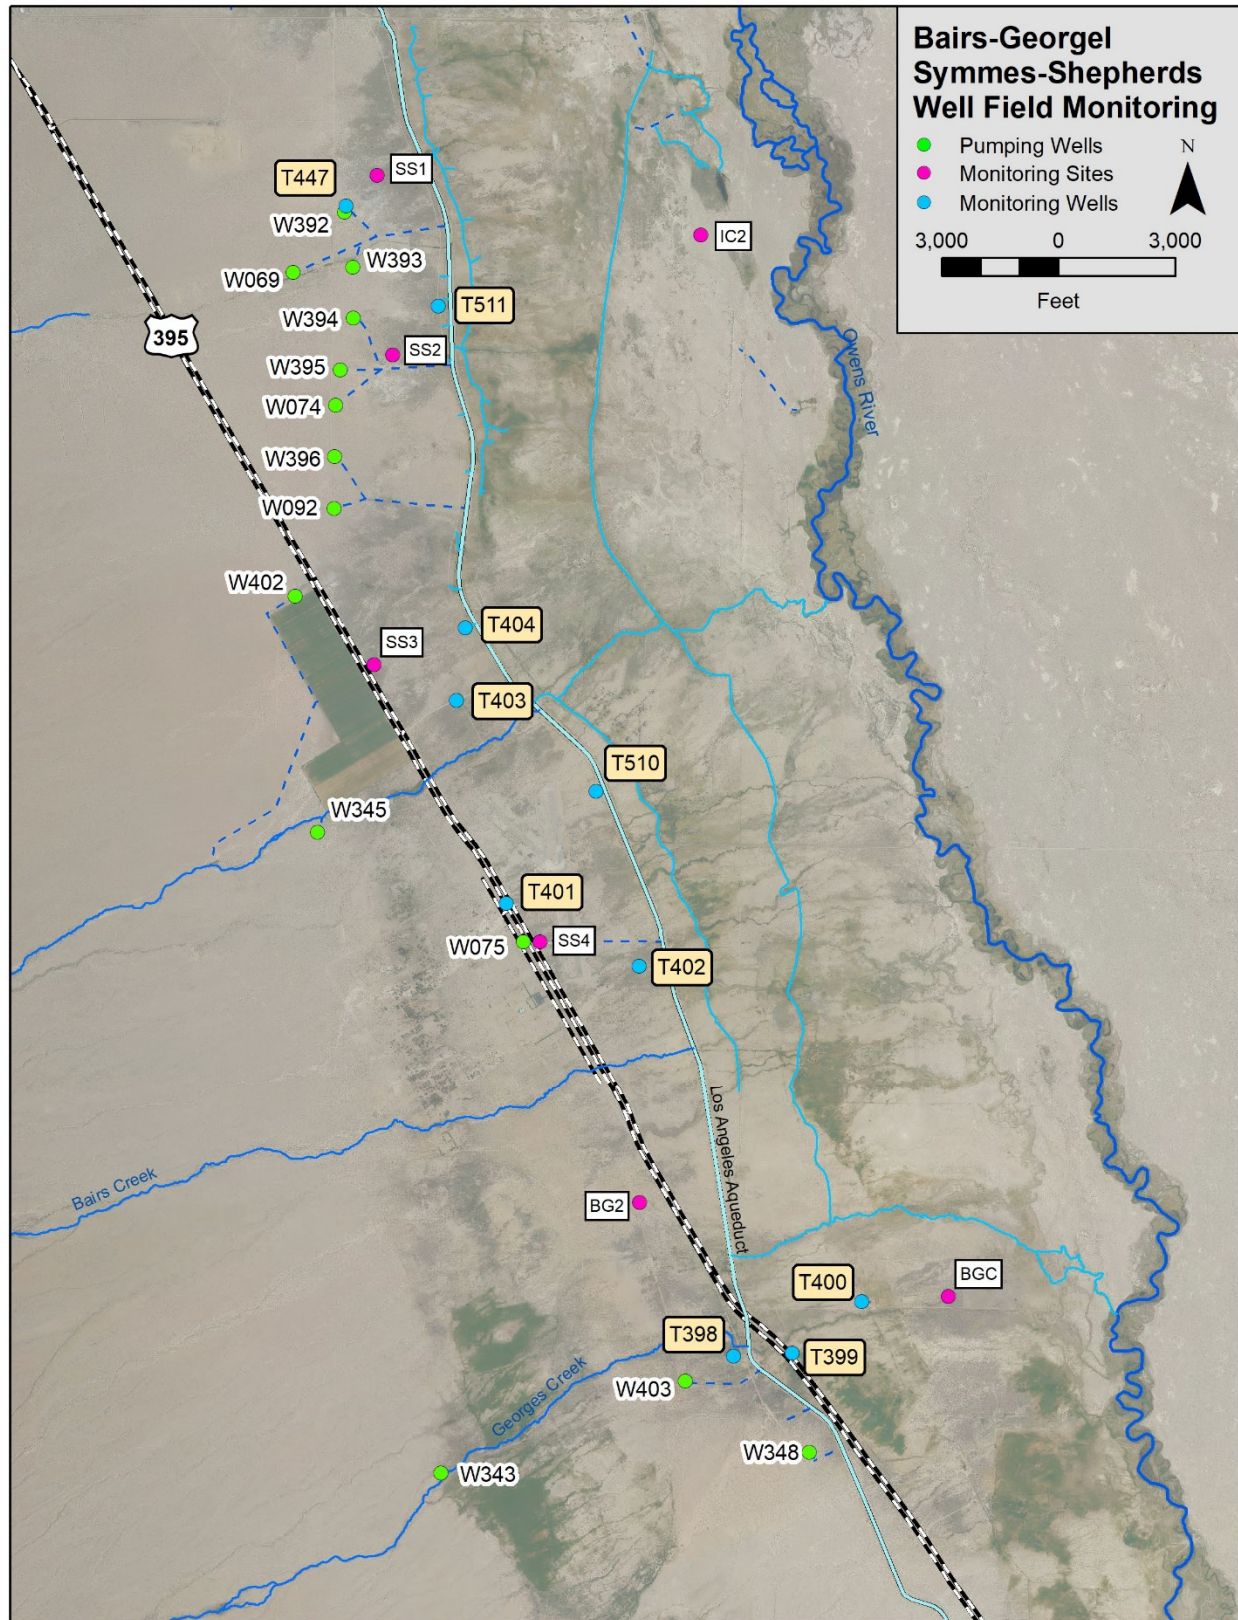 Bairs-Georgel
Symmes-Shepherds
Well Field Monitoring
Pumping Wells
Monitoring Sites
Monitoring Wells
N
3,000 0 3,000
Feet
SS1
T447
W392
IC2
W393
W069
T511
W394
395
SS2
Owens River
W395
W074
W396
W092
W402
T404
SS3
T403
T510
W345
T401
SS4
W075
T402
Los Angeles Aqueduct
Bairs Creek
BG2
T400
BGC
T398
T399
W403
Georges Creek
W348
W343